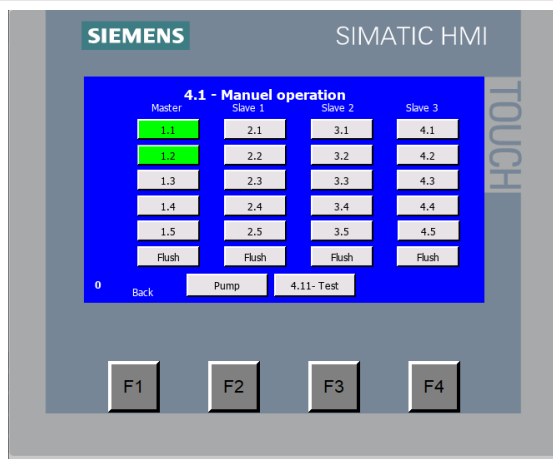 SIEMENS SIMATIC HMI
TOUCH
4.1 - Manuel operation
Master Slave 1 Slave 2 Slave 3
1.1 2.1 3.1 4.1
1.2 2.2 3.2 4.2
1.3 2.3 3.3 4.3
1.4 2.4 3.4 4.4
1.5 2.5 3.5 4.5
Flush Flush Flush Flush
0 Back Pump 4.11- Test
F1 F2 F3 F4